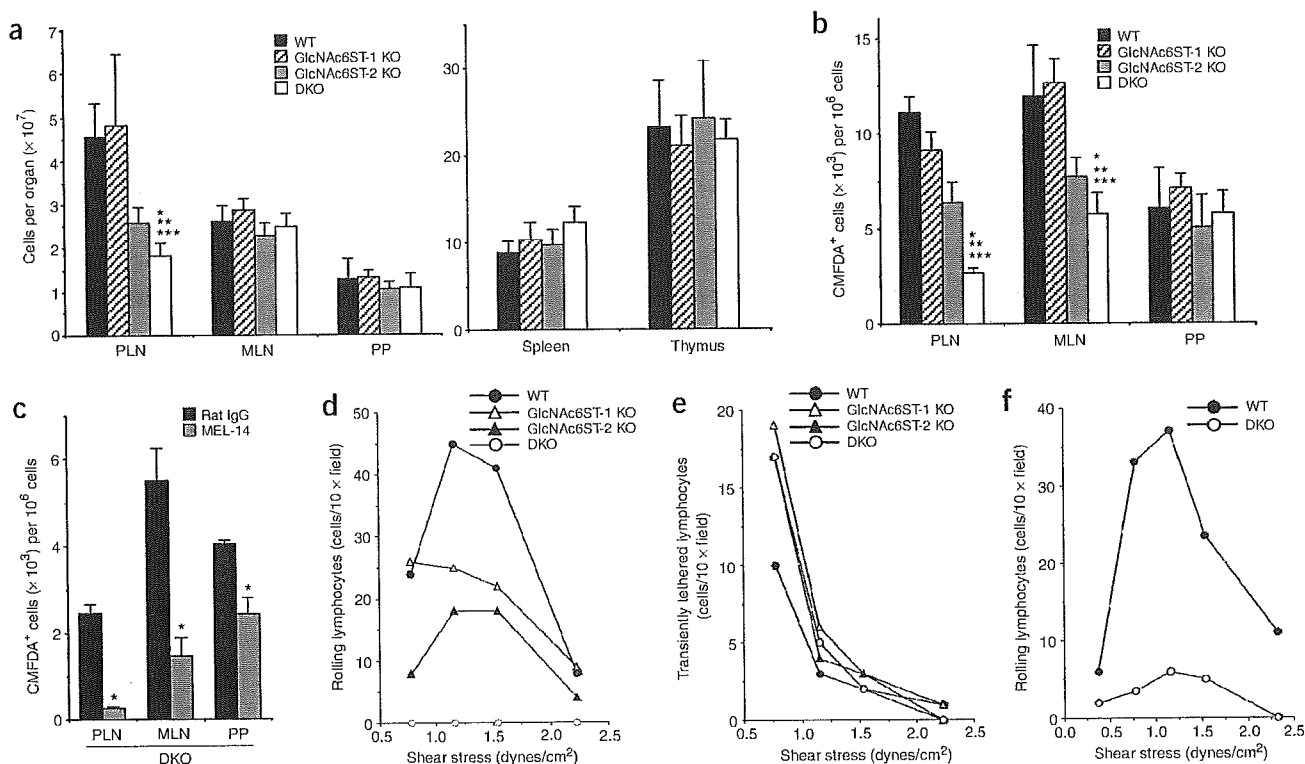 a
Cells per organ (× 10⁷)
7
6
5
4
3
2
1
0
WT
GlcNAc6ST-1 KO
GlcNAc6ST-2 KO
DKO
*
**
***
PLN
MLN
PP
30
20
10
0
Spleen
Thymus
b
CMFDA⁺ cells (× 10³) per 10⁶ cells
15
10
5
0
WT
GlcNAc6ST-1 KO
GlcNAc6ST-2 KO
DKO
*
**
***
*
**
***
PLN
MLN
PP
c
CMFDA⁺ cells (× 10³) per 10⁶ cells
6
4
2
0
Rat IgG
MEL-14
*
*
*
PLN
MLN
PP
DKO
d
WT
GlcNAc6ST-1 KO
GlcNAc6ST-2 KO
DKO
Rolling lymphocytes (cells/10 × field)
50
40
30
20
10
0
0.5
1.0
1.5
2.0
2.5
Shear stress (dynes/cm²)
e
WT
GlcNAc6ST-1 KO
GlcNAc6ST-2 KO
DKO
Transiently tethered lymphocytes
(cells/10 × field)
20
15
10
5
0
0.5
1.0
1.5
2.0
2.5
Shear stress (dynes/cm²)
f
WT
DKO
Rolling lymphocytes (cells/10 × field)
40
30
20
10
0
0.0
0.5
1.0
1.5
2.0
2.5
Shear stress (dynes/cm²)